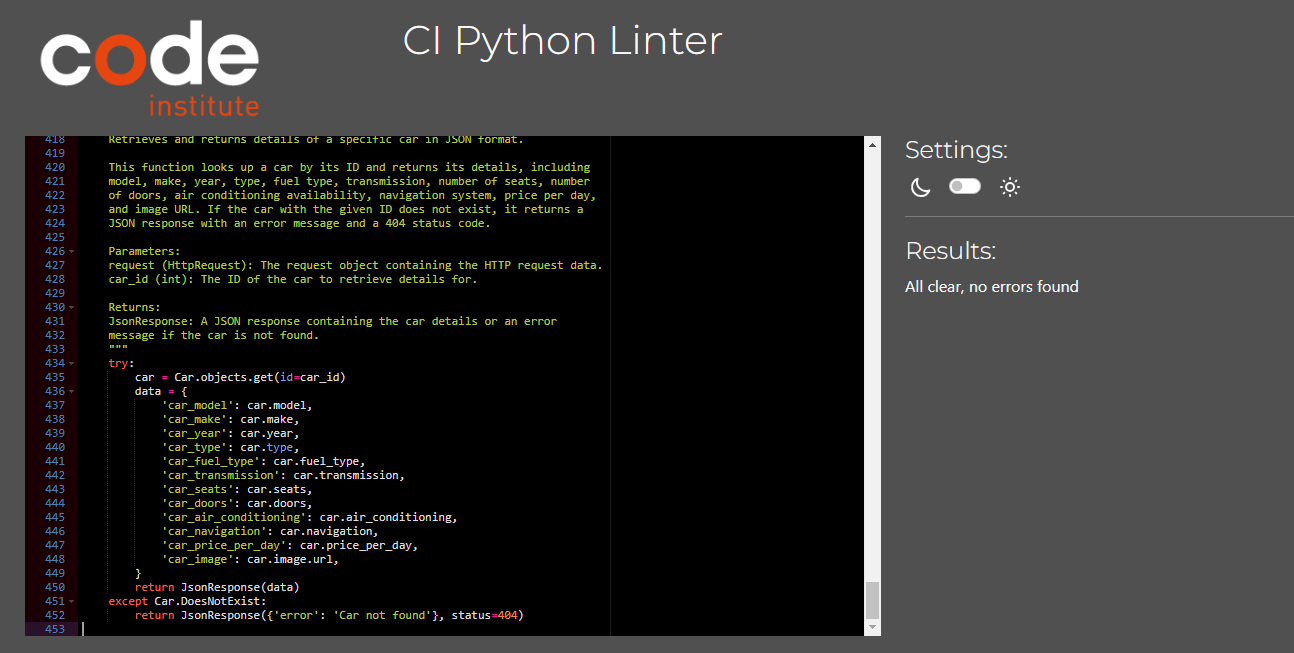 code
institute
CI Python Linter
418 Retrieves and returns details of a specific car in JSON format.
419
420 This function looks up a car by its ID and returns its details, including
421 model, make, year, type, fuel type, transmission, number of seats, number
422 of doors, air conditioning availability, navigation system, price per day,
423 and image URL. If the car with the given ID does not exist, it returns a
424 JSON response with an error message and a 404 status code.
425
426 Parameters:
427 request (HttpRequest): The request object containing the HTTP request data.
428 car_id (int): The ID of the car to retrieve details for.
429
430 Returns:
431 JsonResponse: A JSON response containing the car details or an error
432 message if the car is not found.
433 """
434 try:
435 car = Car.objects.get(id=car_id)
436 data = {
437 'car_model': car.model,
438 'car_make': car.make,
439 'car_year': car.year,
440 'car_type': car.type,
441 'car_fuel_type': car.fuel_type,
442 'car_transmission': car.transmission,
443 'car_seats': car.seats,
444 'car_doors': car.doors,
445 'car_air_conditioning': car.air_conditioning,
446 'car_navigation': car.navigation,
447 'car_price_per_day': car.price_per_day,
448 'car_image': car.image.url,
449 }
450 return JsonResponse(data)
451 except Car.DoesNotExist:
452 return JsonResponse({'error': 'Car not found'}, status=404)
453
Settings:
Results:
All clear, no errors found